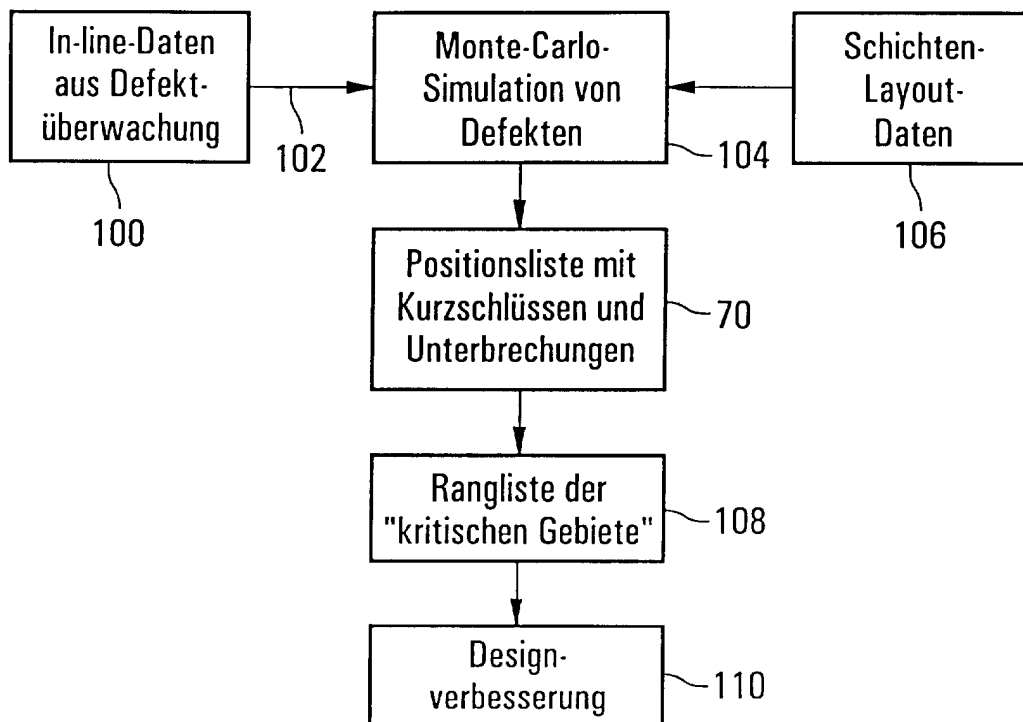 In-line-Daten
aus Defekt-
überwachung
102
100
Monte-Carlo-
Simulation von
Defekten
104
Schichten-
Layout-
Daten
106
Positionsliste mit
Kurzschlüssen und
Unterbrechungen
70
Rangliste der
"kritischen Gebiete"
108
Design-
verbesserung
110